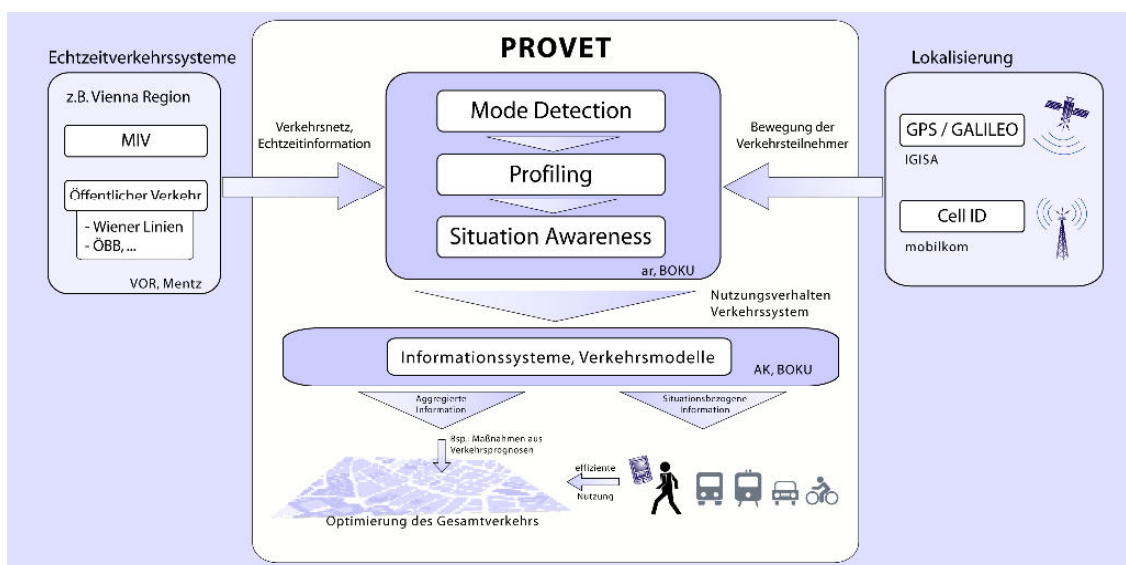 PROVET
Echtzeitverkehrssysteme
z.B. Vienna Region
MIV
Öffentlicher Verkehr
- Wiener Linien
- ÖBB, ...
VOR, Mentz
Verkehrsnetz,
Echtzeitinformation
Mode Detection
Profiling
Situation Awareness
ar, BOKU
Bewegung der
Verkehrsteilnehmer
Lokalisierung
GPS / GALILEO
IGISA
Cell ID
mobilkom
Nutzungsverhalten
Verkehrssystem
Informationssysteme, Verkehrsmodelle
AK, BOKU
Aggregierte
Information
Situationsbezogene
Information
Bsp.: Maßnahmen aus
Verkehrsprognosen
effiziente
Nutzung
Optimierung des Gesamtverkehrs